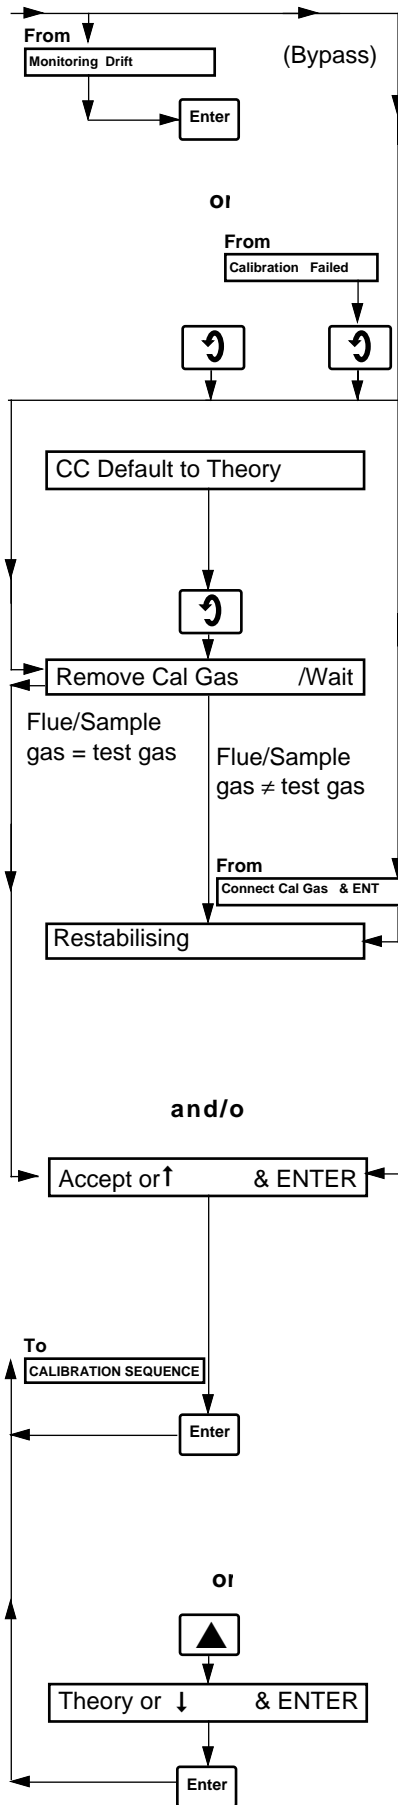 From
Monitoring Drift
(Bypass)
Enter
or
From
Calibration Failed
CC Default to Theory
Remove Cal Gas /Wait
Flue/Sample
gas = test gas
Flue/Sample
gas ≠ test gas
From
Connect Cal Gas & ENT
Restabilising
and/o
Accept or↑ & ENTER
To
CALIBRATION SEQUENCE
Enter
or
Theory or ↓ & ENTER
Enter